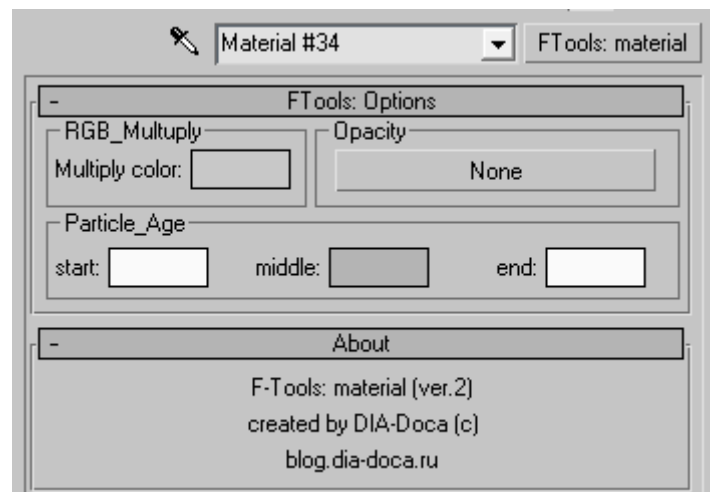 Material #34 FTools: material
- FTools: Options
RGB_Multuply Opacity
Multiply color: None
Particle_Age
start: middle: end:
- About
F-Tools: material (ver.2)
created by DIA-Doca (c)
blog.dia-doca.ru